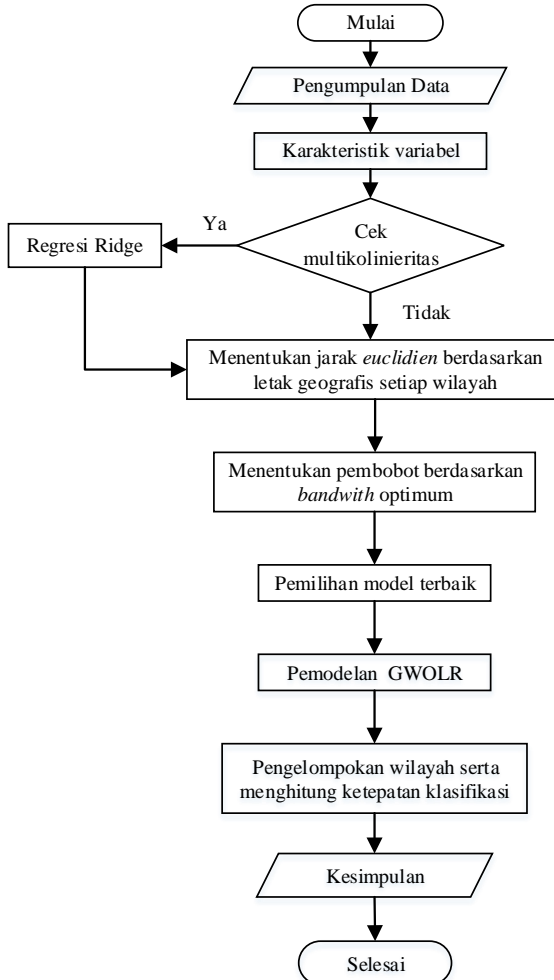 Mulai
Pengumpulan Data
Karakteristik variabel
Cek
multikolinieritas
Ya
Regresi Ridge
Tidak
Menentukan jarak euclidien berdasarkan
letak geografis setiap wilayah
Menentukan pembobot berdasarkan
bandwith optimum
Pemilihan model terbaik
Pemodelan GWOLR
Pengelompokan wilayah serta
menghitung ketepatan klasifikasi
Kesimpulan
Selesai